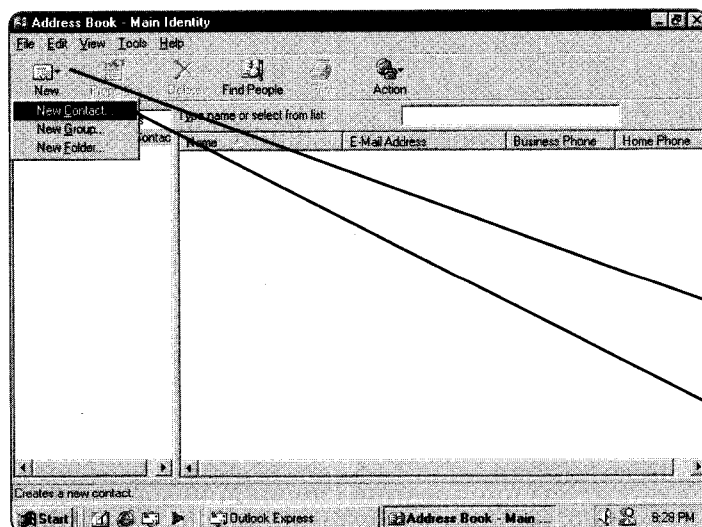 Address Book - Main Identity
File Edit View Tools Help
New Delete Find People Action
New Contact...
New Group...
New Folder...
Type name or select from list:
Contac Name E-Mail Address Business Phone Home Phone
Creates a new contact.
Start Outlook Express Address Book - Main ... 8:28 PM